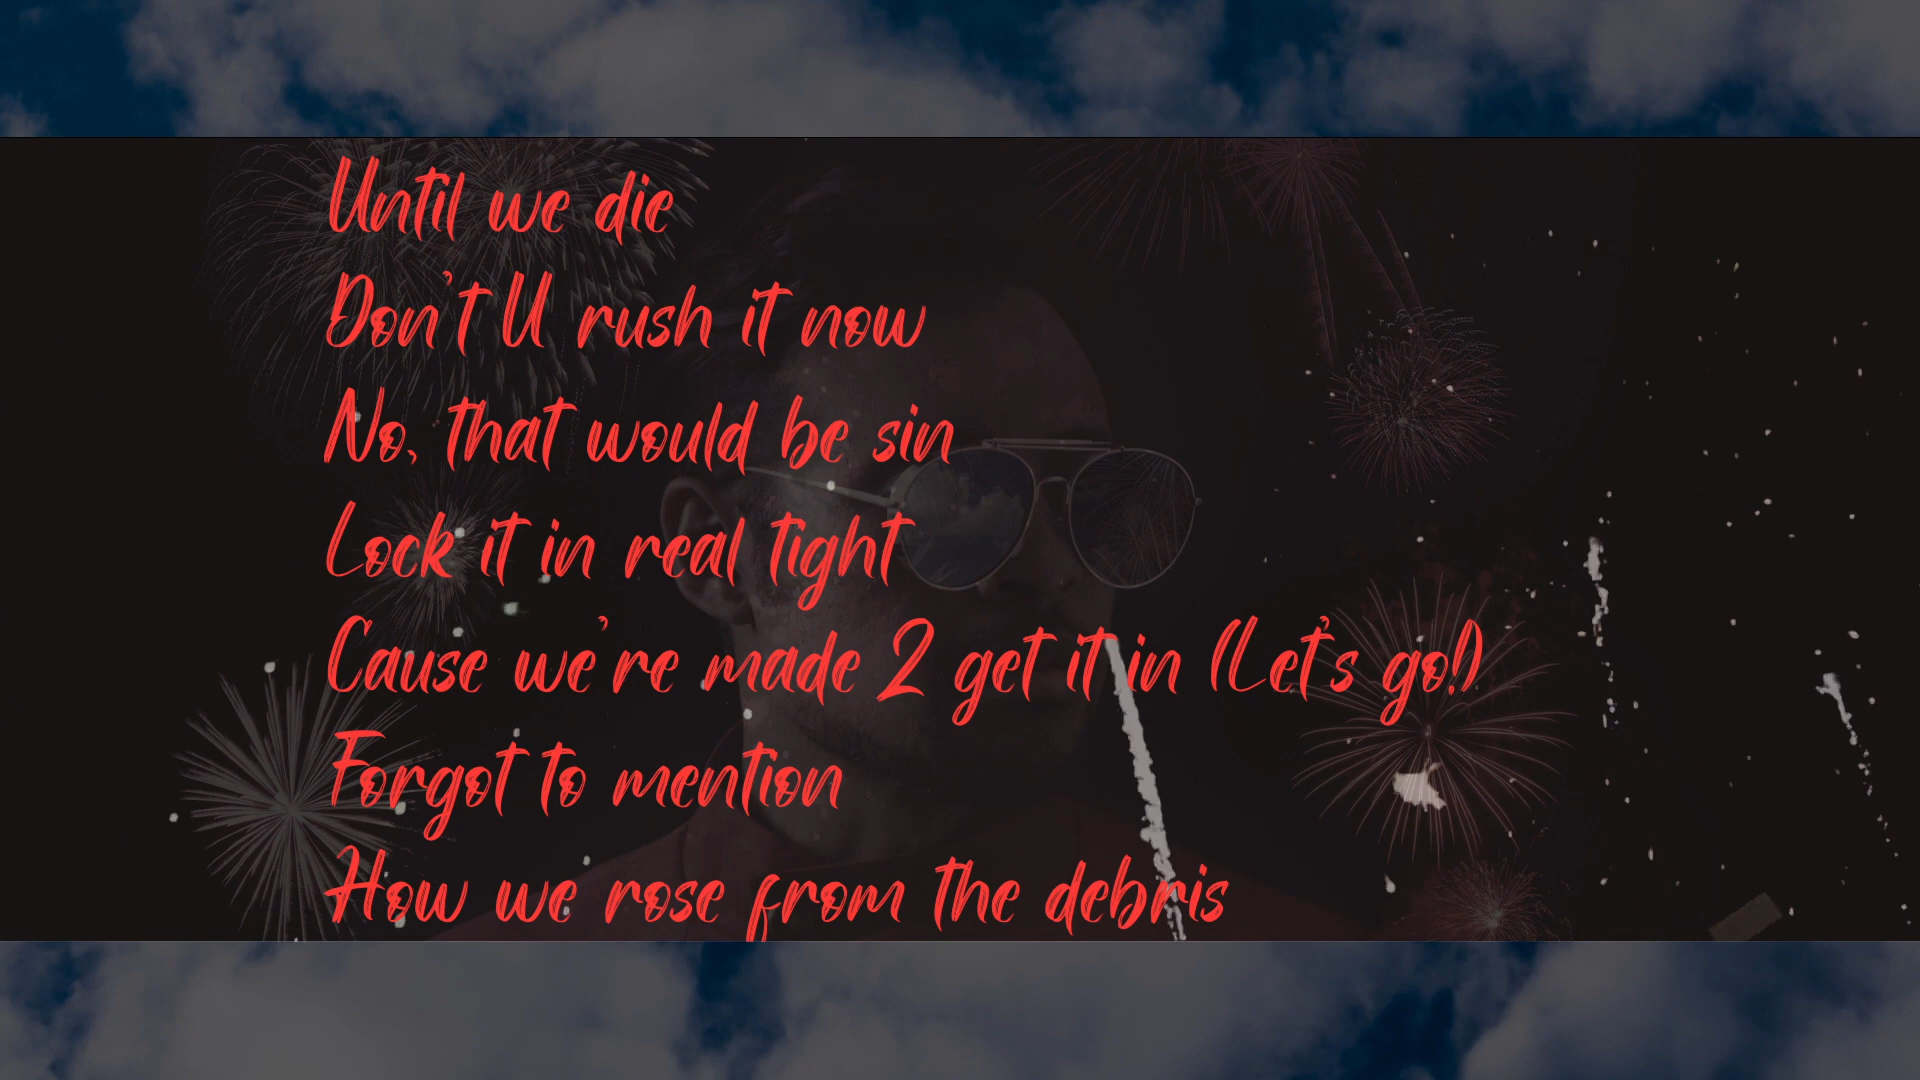 Until we die
Don't U rush it now
No, that would be sin
Lock it in real tight
Cause we're made 2 get it in (Let's go!)
Forgot to mention
How we rose from the debris